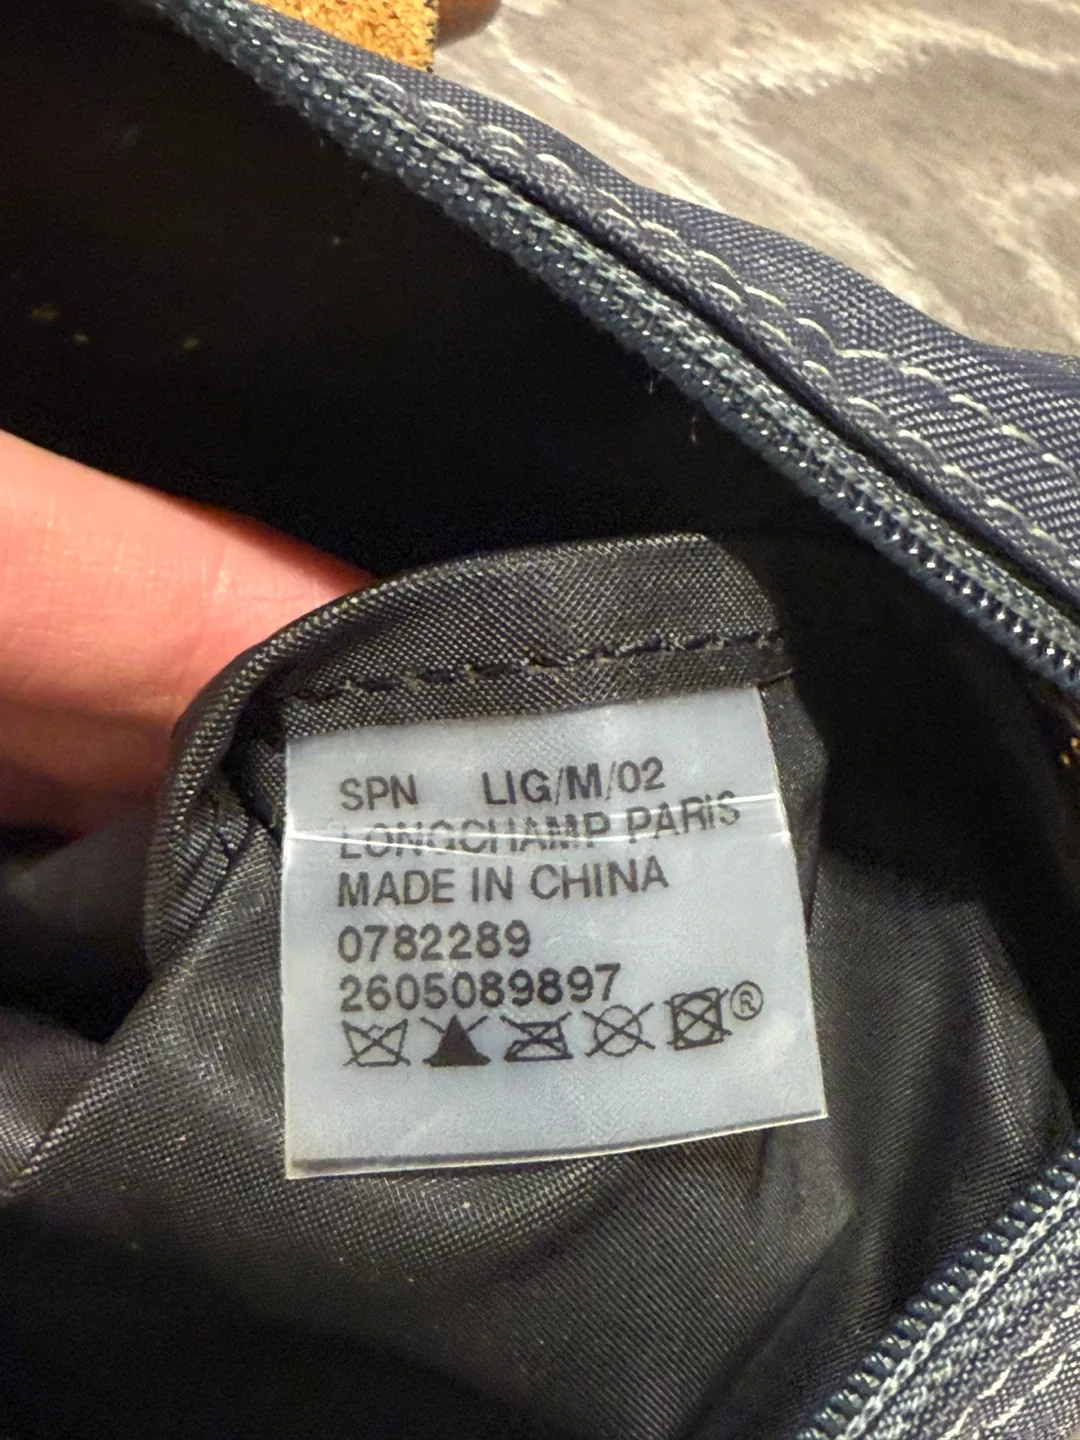 SPN LIG/M/02
LONGCHAMP PARIS
MADE IN CHINA
0782289
2605089897
®